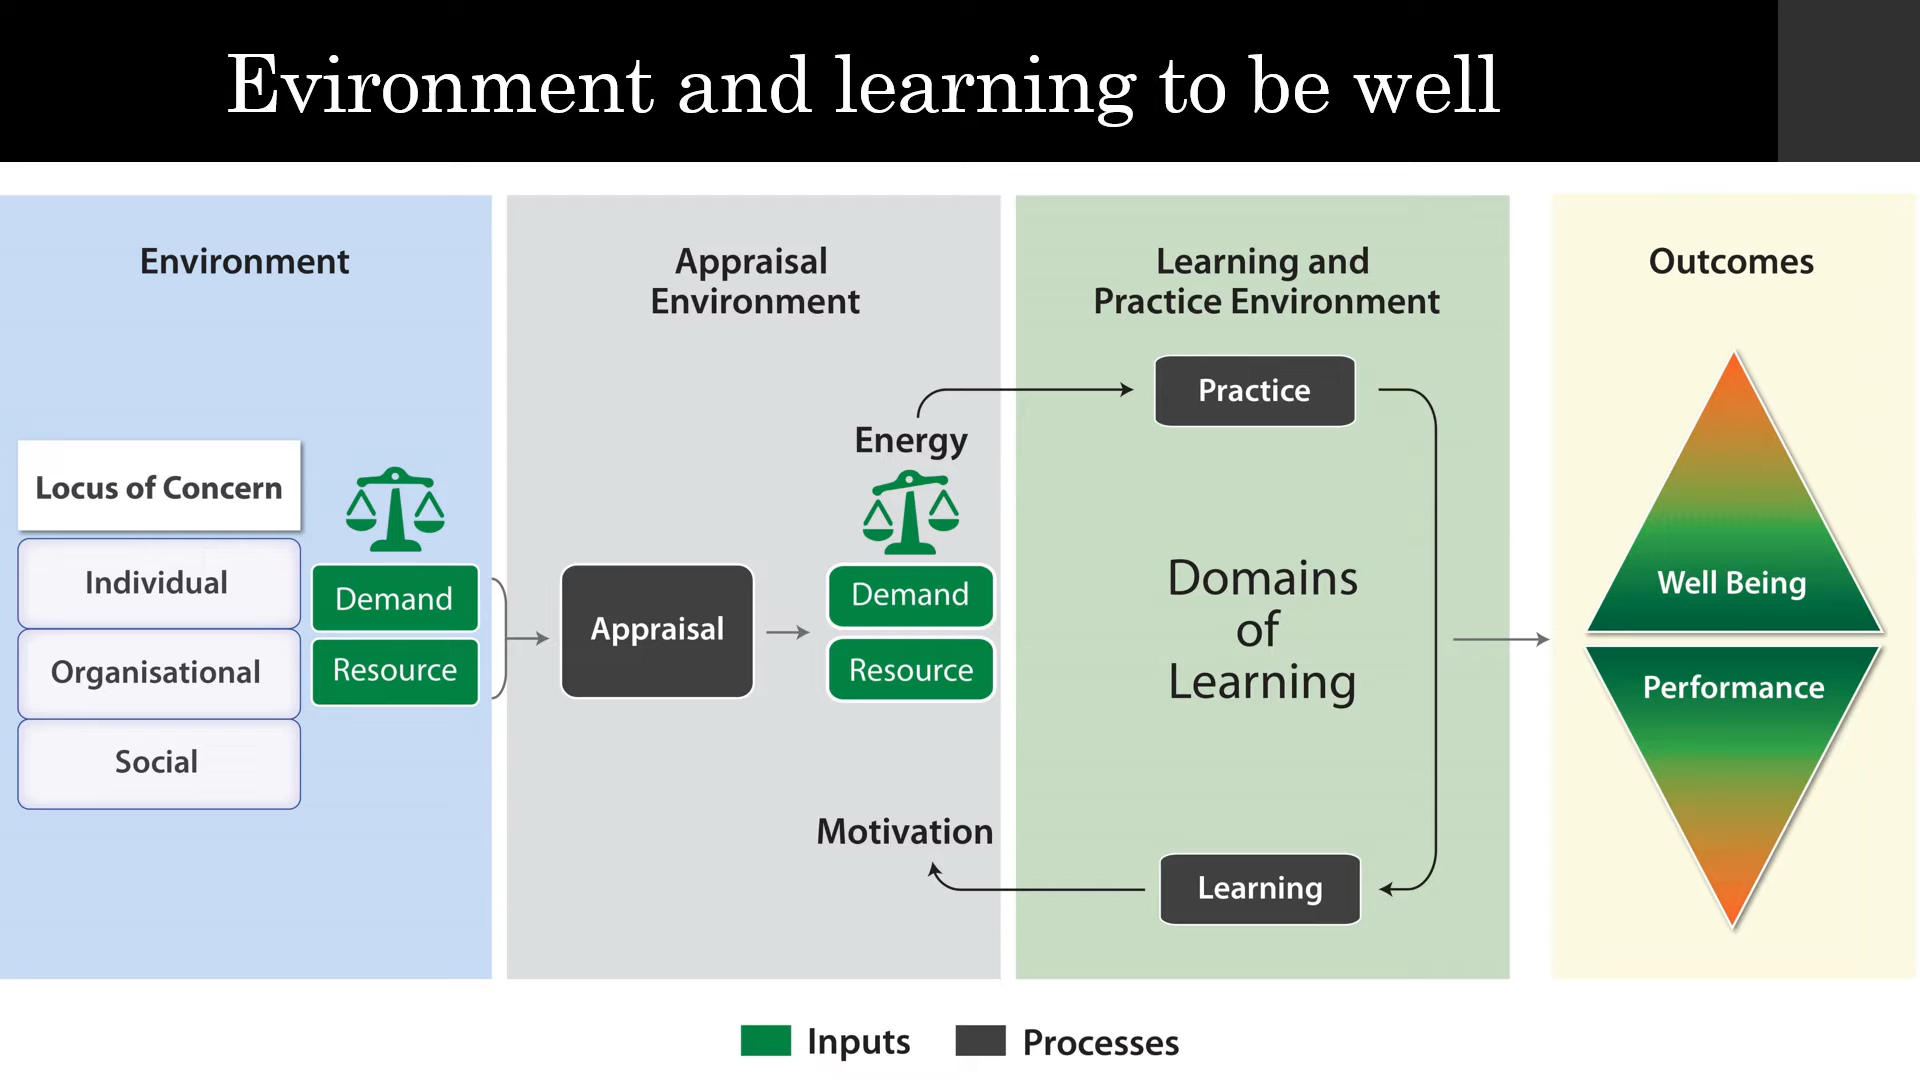 Evironment and learning to be well
Environment
Locus of Concern
Individual
Organisational
Social
Demand
Resource
Appraisal
Environment
Appraisal
Energy
Demand
Resource
Motivation
Learning and
Practice Environment
Practice
Domains
of
Learning
Learning
Outcomes
Well Being
Performance
Inputs
Processes